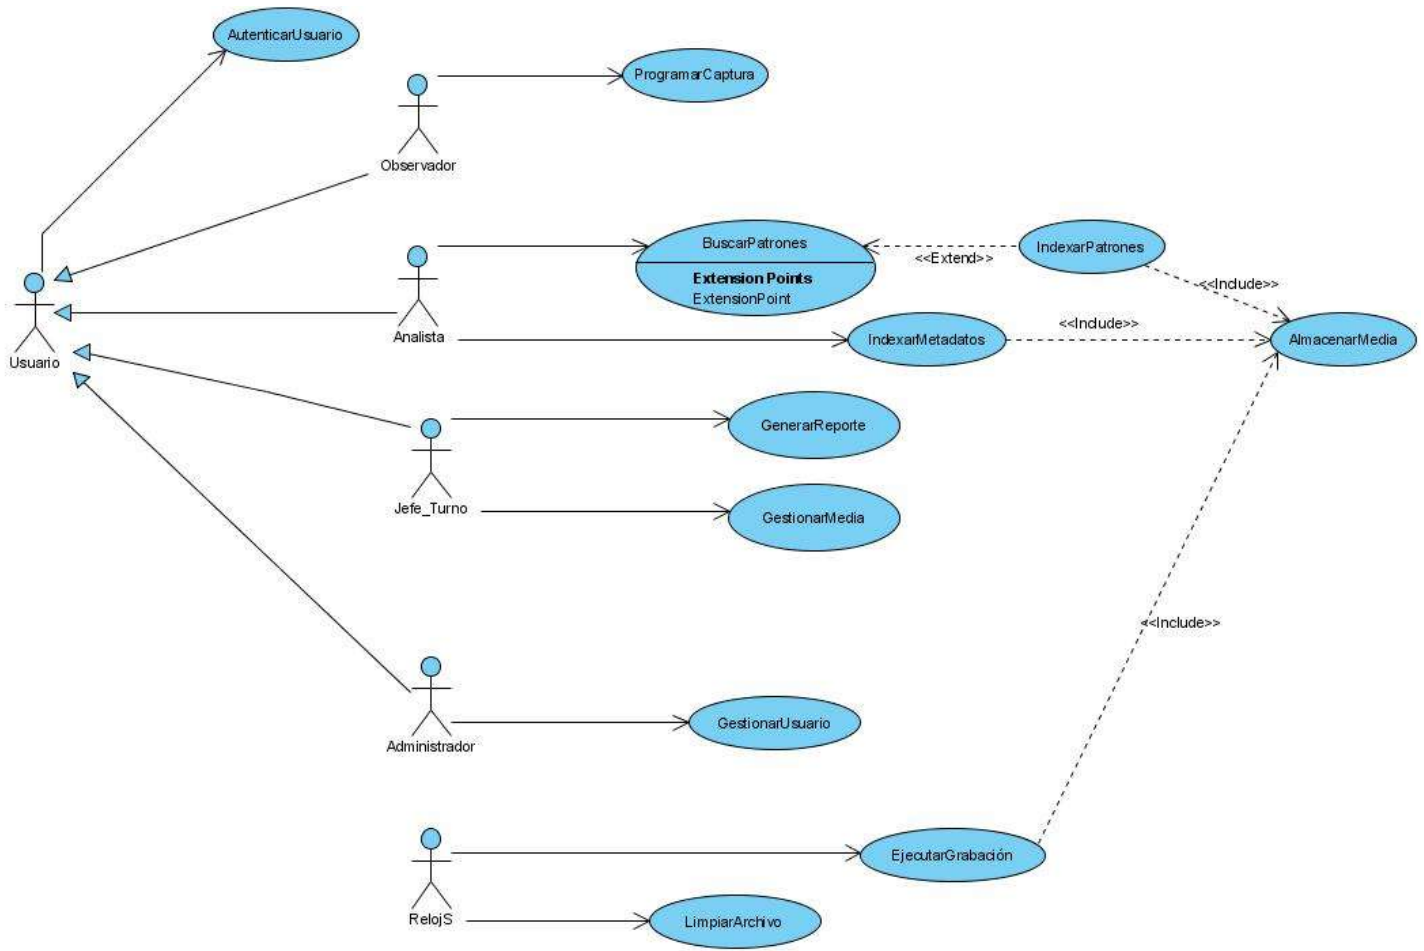 AutenticarUsuario
ProgramarCaptura
Observador
BuscarPatrones
IndexarPatrones
<<Extend>>
Extension Points
ExtensionPoint
<<Include>>
Usuario
Analista
IndexarMetadatos
<<Include>>
AlmacenarMedia
GenerarReporte
Jefe_Turno
GestionarMedia
<<Include>>
GestionarUsuario
Administrador
EjecutarGrabación
RelojS
LimpiarArchivo